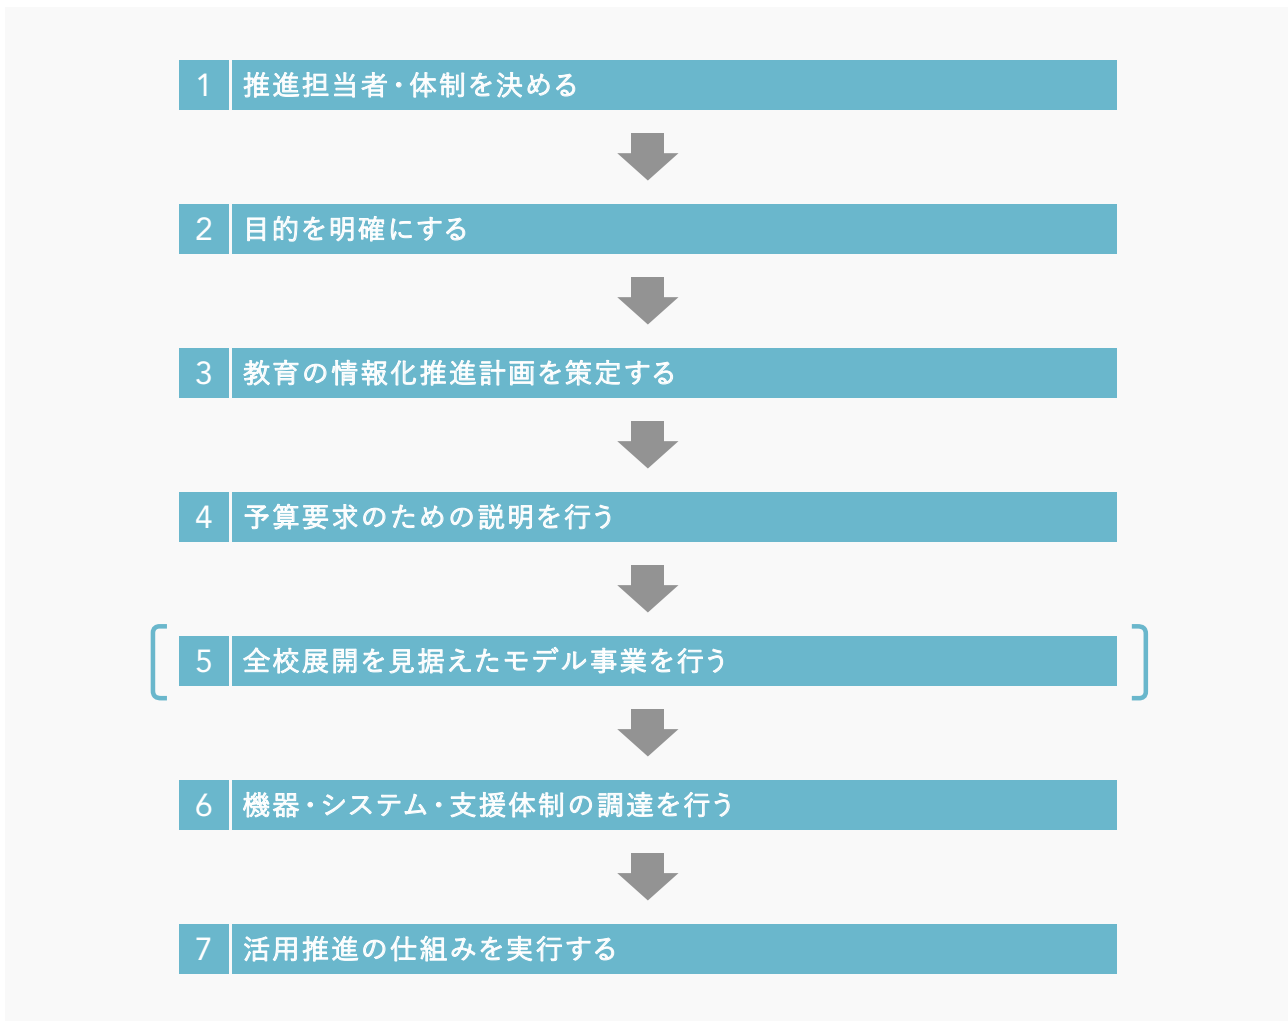 1 推進担当者・体制を決める
2 目的を明確にする
3 教育の情報化推進計画を策定する
4 予算要求のための説明を行う
5 全校展開を見据えたモデル事業を行う
6 機器・システム・支援体制の調達を行う
7 活用推進の仕組みを実行する